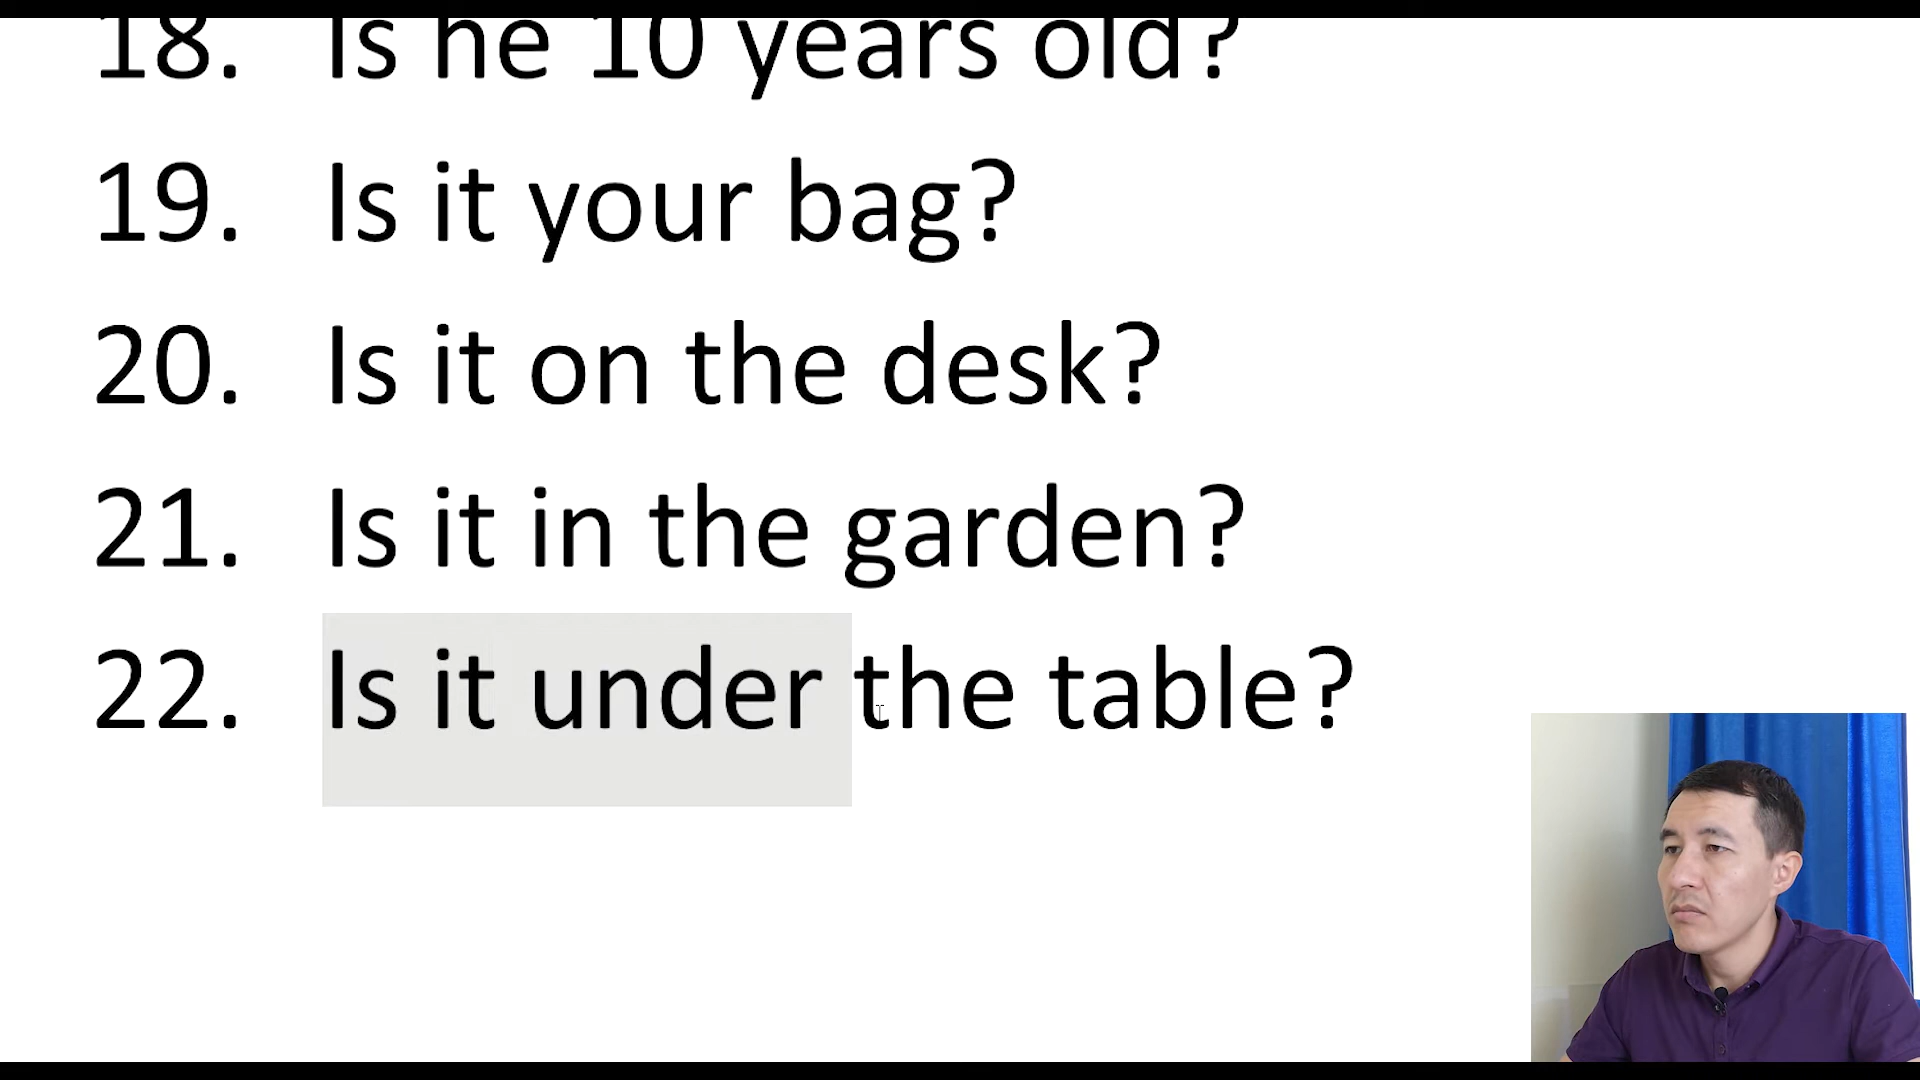 18. Is he 10 years old?
19. Is it your bag?
20. Is it on the desk?
21. Is it in the garden?
22. Is it under the table?